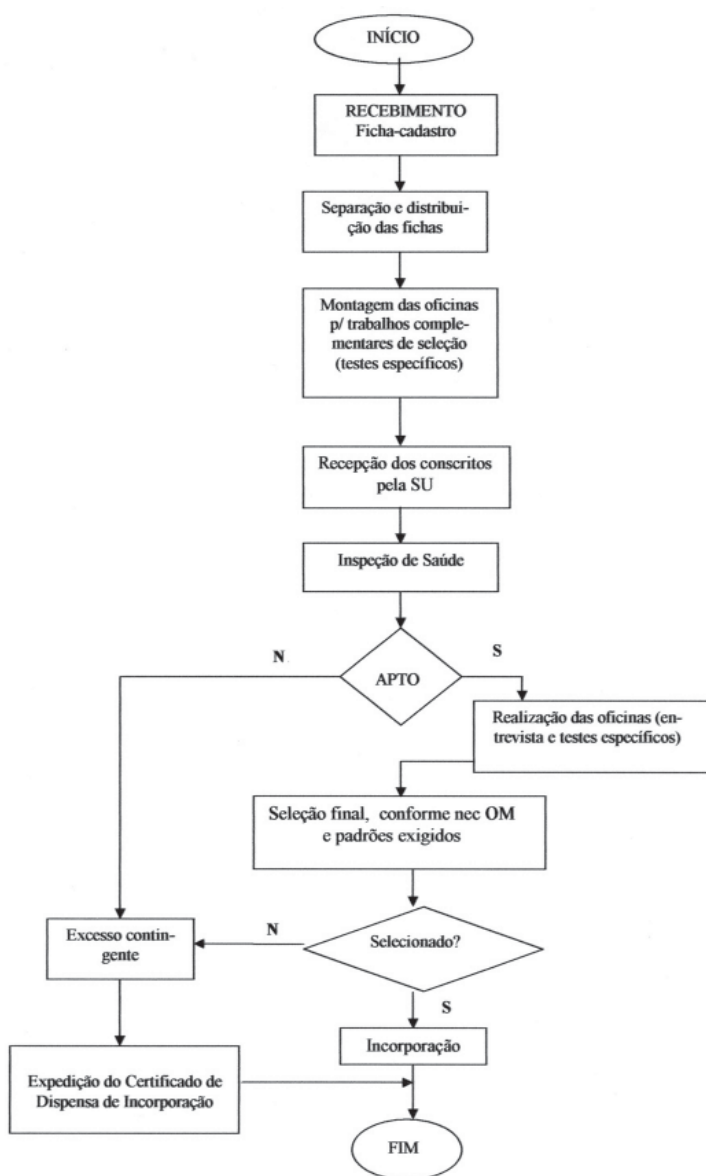 INÍCIO
RECEBIMENTO
Ficha-cadastro
Separação e distribui-
ção das fichas
Montagem das oficinas
p/ trabalhos comple-
mentares de seleção
(testes específicos)
Recepção dos conscritos
pela SU
Inspeção de Saúde
N
S
APTO
Realização das oficinas (en-
trevista e testes específicos)
Seleção final, conforme nec OM
e padrões exigidos
Excesso contin-
gente
N
Selecionado?
S
Incorporação
Expedição do Certificado de
Dispensa de Incorporação
FIM